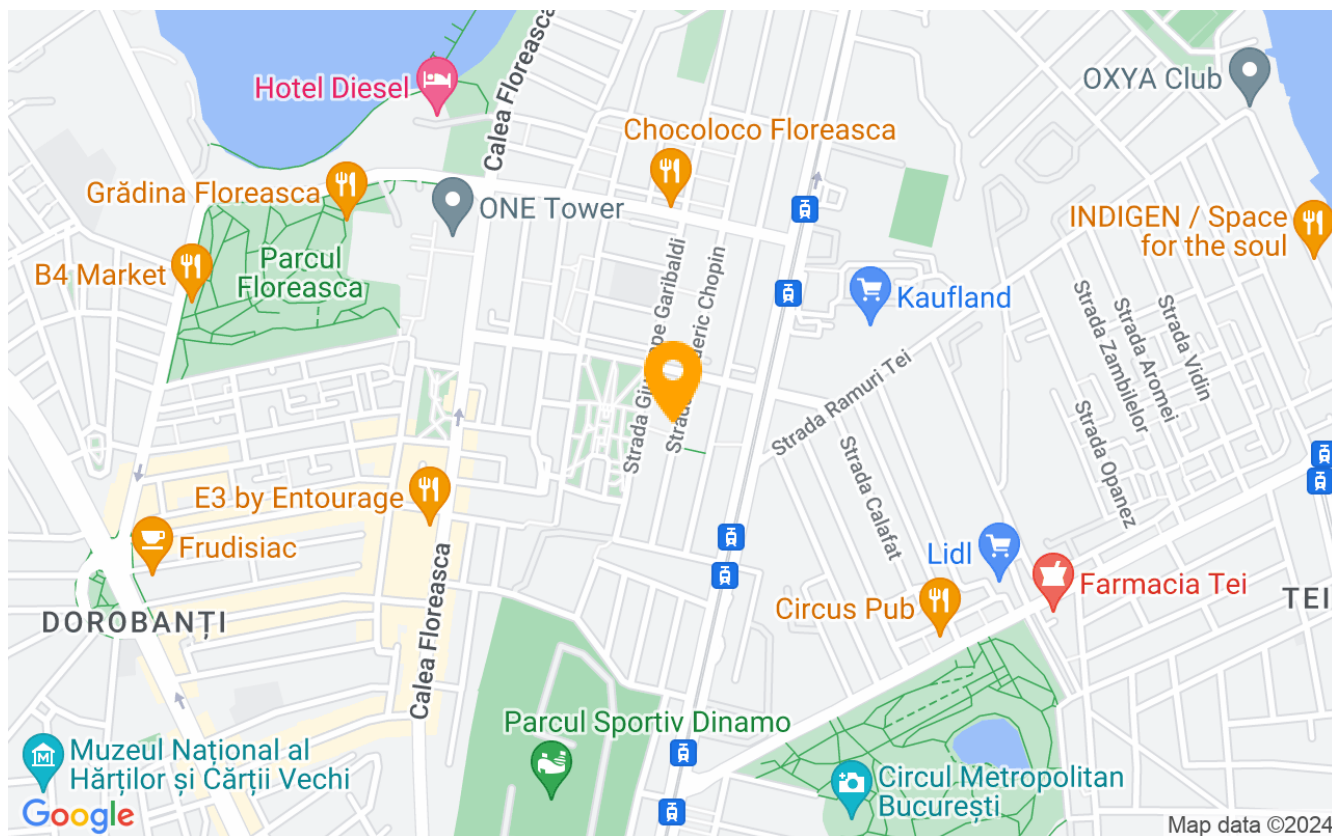 Calea Floreasca
Hotel Diesel
OXYA Club
Chocoloco Floreasca
Grădina Floreasca
ONE Tower
INDIGEN / Space
for the soul
B4 Market
Parcul
Floreasca
Kaufland
Strada
Strada
Chopin
Strada Ramuri Tei
Strada Zambilelor
Strada Aromei
Strada Vidin
Strada Opanez
Strada Calafat
E3 by Entourage
Frudisiac
Lidl
Farmacia Tei
Circus Pub
TEI
DOROBANȚI
Calea Floreasca
Parcul Sportiv Dinamo
Muzeul Național al
Hărților și Cărții Vechi
Circul Metropolitan
București
Google
Map data ©2024